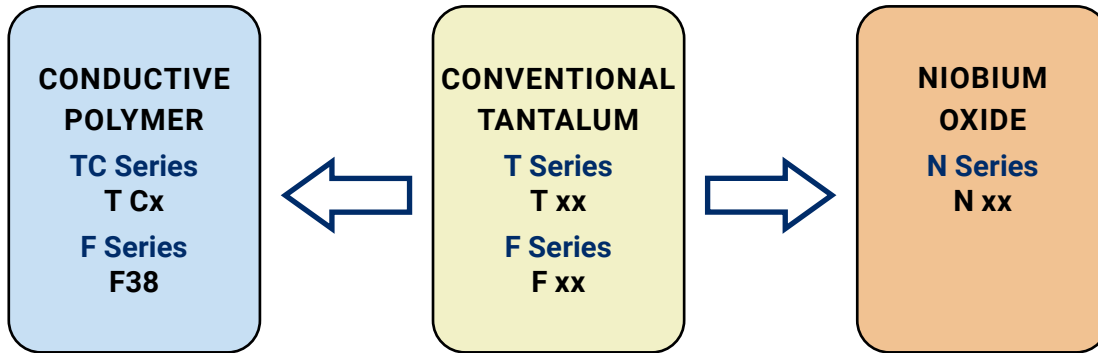 CONDUCTIVE
POLYMER
TC Series
T Cx
F Series
F38
CONVENTIONAL
TANTALUM
T Series
T xx
F Series
F xx
NIOBIUM
OXIDE
N Series
N xx